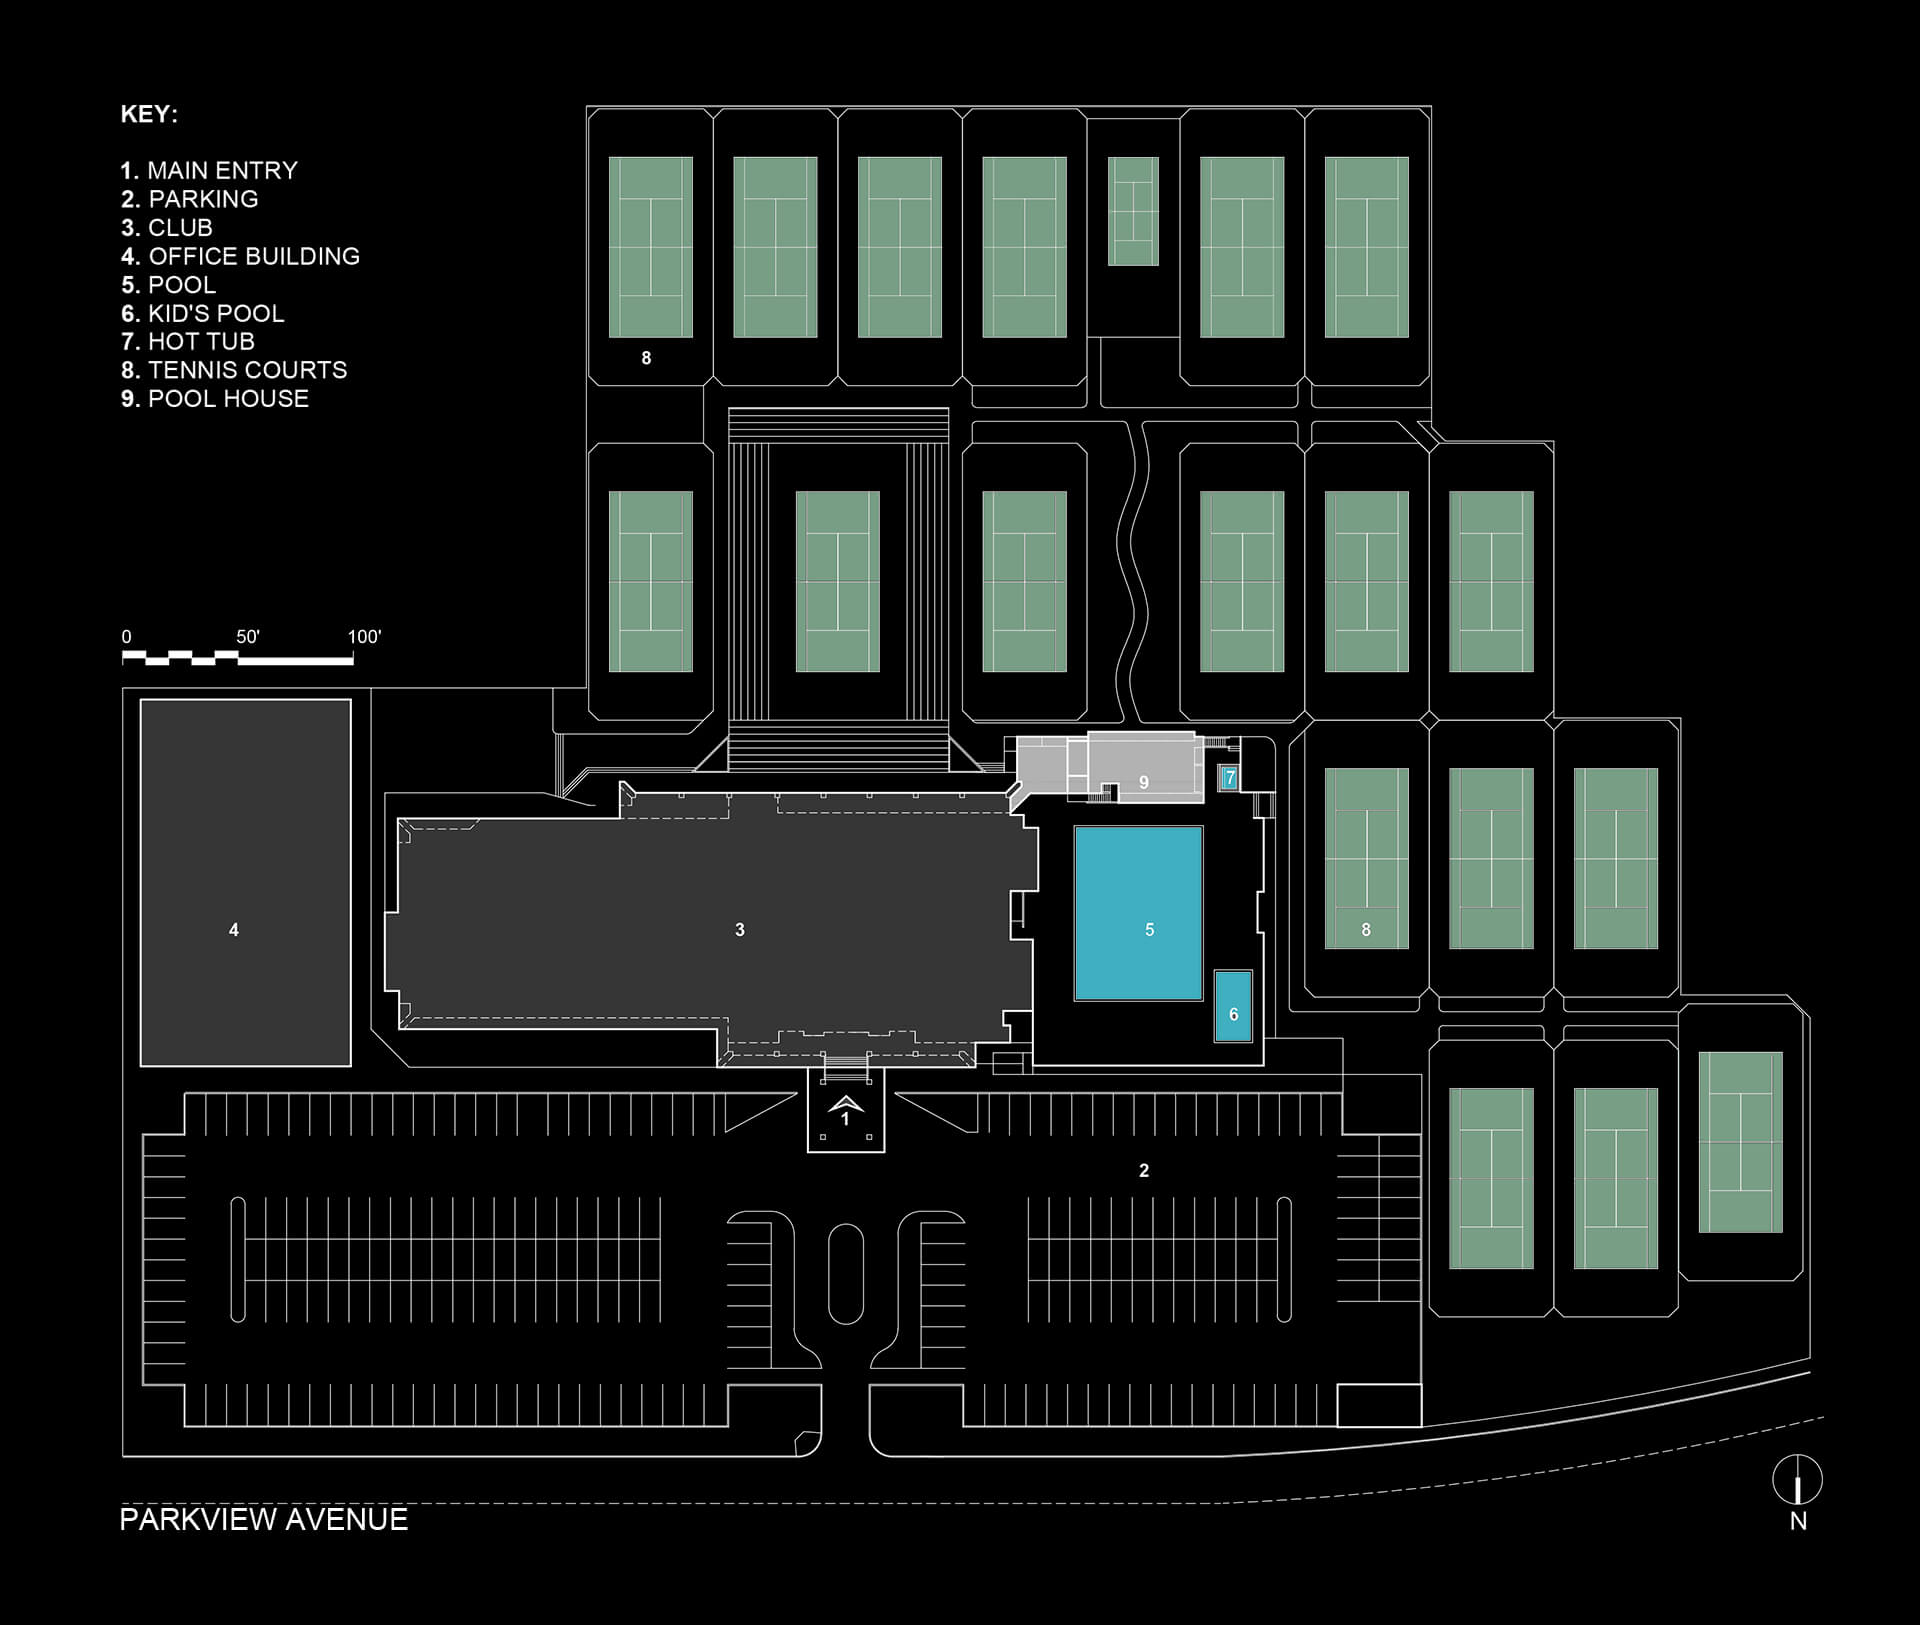 KEY:
1. MAIN ENTRY
2. PARKING
3. CLUB
4. OFFICE BUILDING
5. POOL
6. KID'S POOL
7. HOT TUB
8. TENNIS COURTS
9. POOL HOUSE
8
0 50' 100'
7
9
4
3
5
8
6
1
2
PARKVIEW AVENUE
N